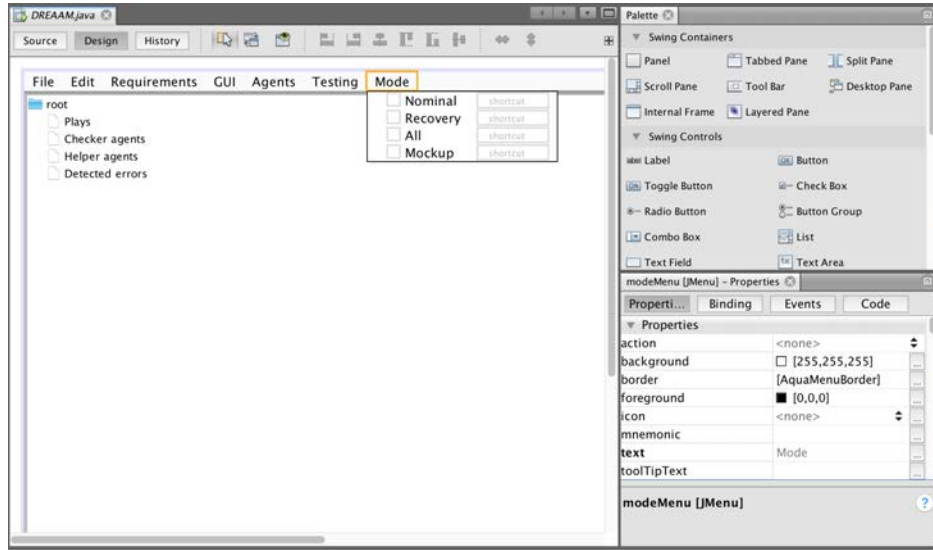 DREAAM.java
Source Design History
File Edit Requirements GUI Agents Testing Mode
root
Plays
Checker agents
Helper agents
Detected errors
Nominal shortcut
Recovery shortcut
All shortcut
Mockup shortcut
Palette
Swing Containers
Panel Tabbed Pane Split Pane
Scroll Pane Tool Bar Desktop Pane
Internal Frame Layered Pane
Swing Controls
label Label Button
Toggle Button Check Box
Radio Button Button Group
Combo Box List
Text Field Text Area
modeMenu [JMenu] - Properties
Properti... Binding Events Code
Properties
action <none>
background [255,255,255] ...
border [AquaMenuBorder] ...
foreground [0,0,0] ...
icon <none> ...
mnemonic ...
text Mode ...
toolTipText ...
modeMenu [JMenu] ?